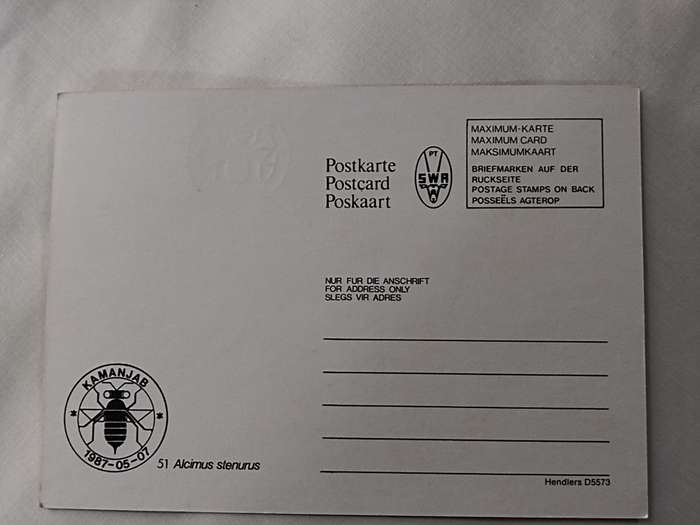 Postkarte
Postcard
Poskaart
PT
SWA
MAXIMUM-KARTE
MAXIMUM CARD
MAKSIMUMKAART
BRIEFMARKEN AUF DER
RUCKSEITE
POSTAGE STAMPS ON BACK
POSSEËLS AGTEROP
NUR FUR DIE ANSCHRIFT
FOR ADDRESS ONLY
SLEGS VIR ADRES
KAMANJAB
* *
1987-05-07
51 Alcimus stenurus
Hendlers D5573